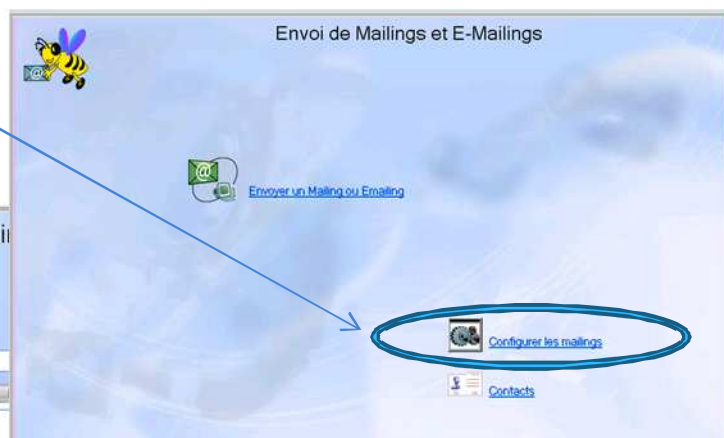 Envoi de Mailings et E-Mailings
Envoyer un Mailing ou Emailing
Configurer les mailings
Contacts